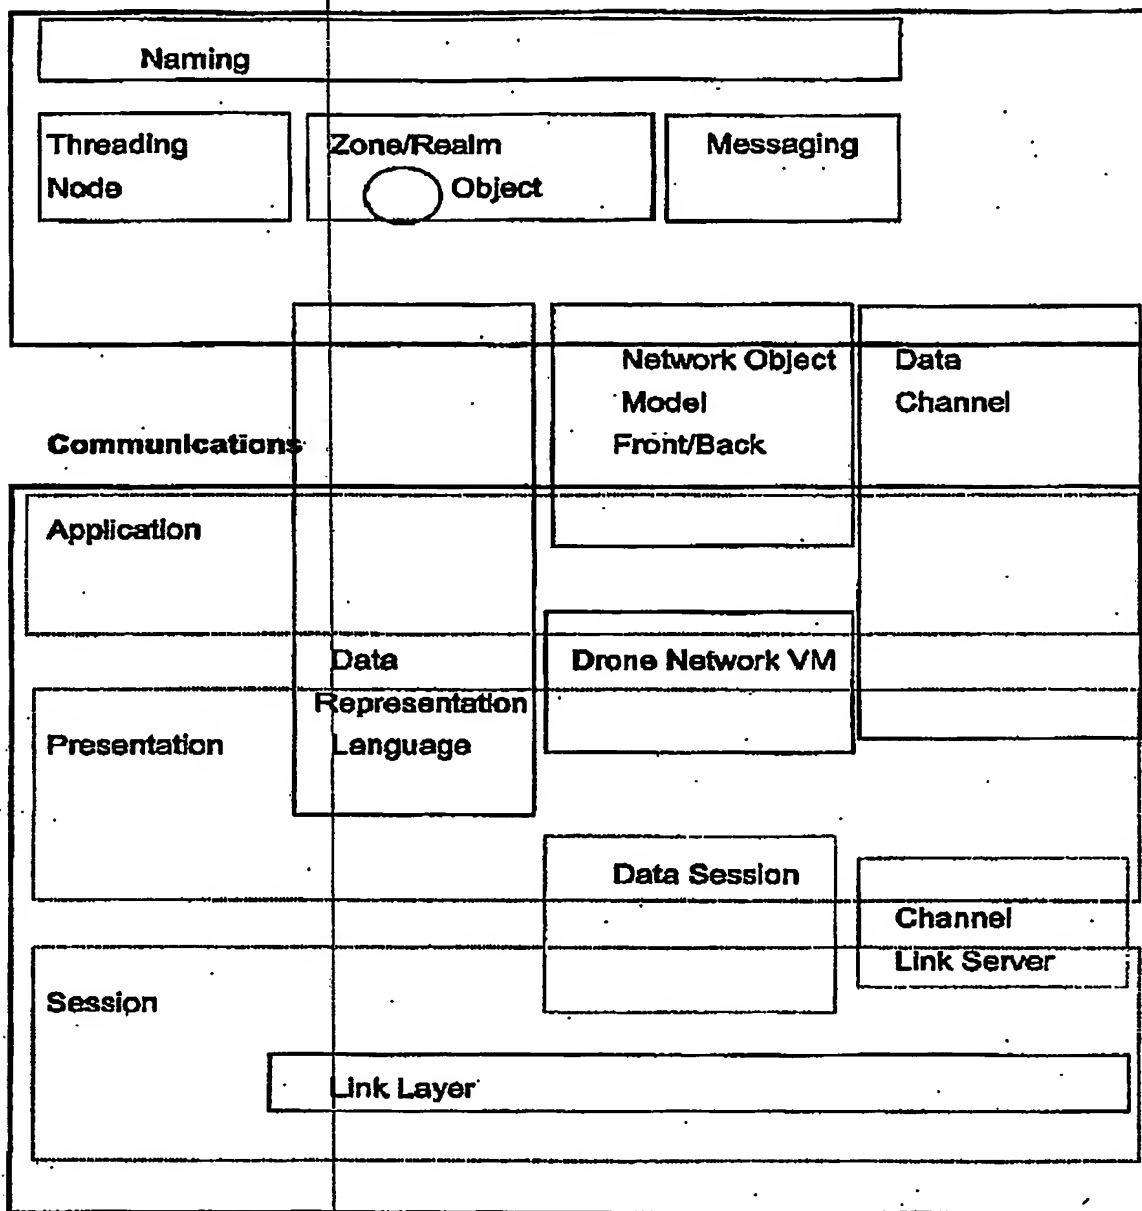 Naming
Threading
Node
Zone/Realm
Object
Messaging
Network Object
Model
Front/Back
Data
Channel
Communications
Application
Data
Representation
Language
Drone Network VM
Presentation
Data Session
Channel
Link Server
Session
Link Layer